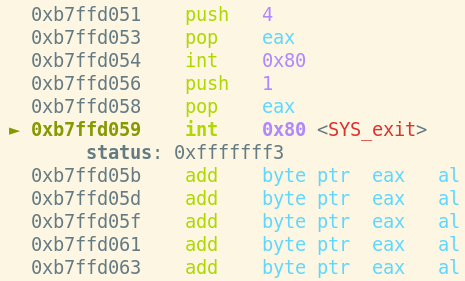 0xb7ffd051 push 4
0xb7ffd053 pop eax
0xb7ffd054 int 0x80
0xb7ffd056 push 1
0xb7ffd058 pop eax
► 0xb7ffd059 int 0x80 <SYS_exit>
status: 0xfffffff3
0xb7ffd05b add byte ptr eax al
0xb7ffd05d add byte ptr eax al
0xb7ffd05f add byte ptr eax al
0xb7ffd061 add byte ptr eax al
0xb7ffd063 add byte ptr eax al